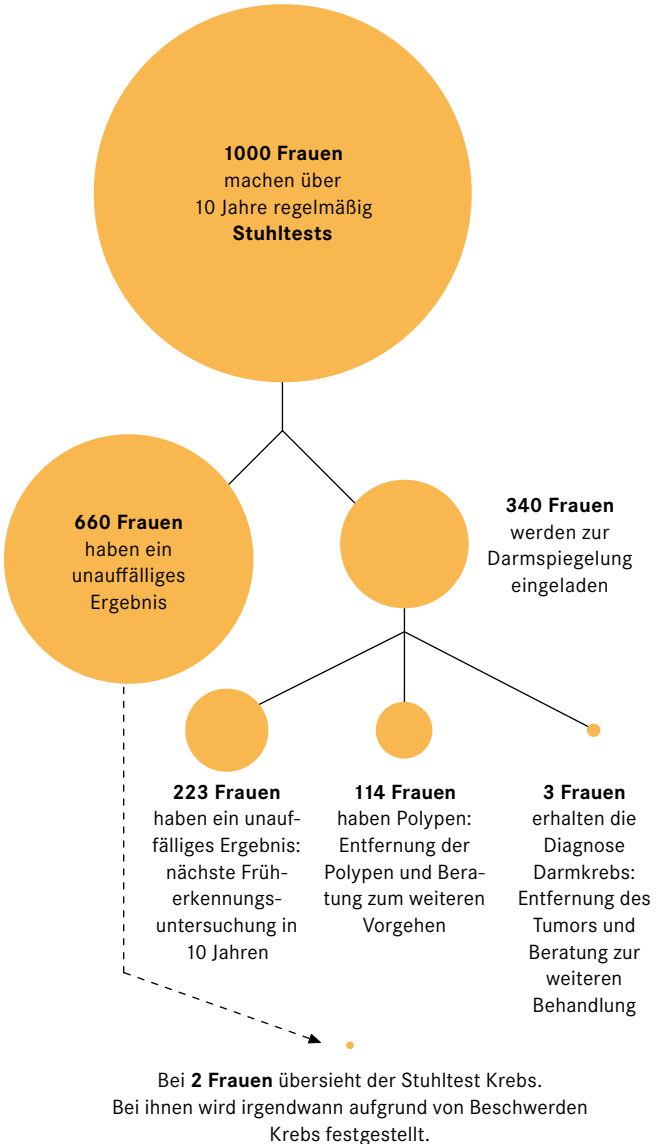 1000 Frauen
machen über
10 Jahre regelmäßig
Stuhltests
660 Frauen
haben ein
unauffälliges
Ergebnis
340 Frauen
werden zur
Darmspiegelung
eingeladen
223 Frauen
haben ein unauf-
fälliges Ergebnis:
nächste Früh-
erkennungs-
untersuchung in
10 Jahren
114 Frauen
haben Polypen:
Entfernung der
Polypen und Bera-
tung zum weiteren
Vorgehen
3 Frauen
erhalten die
Diagnose
Darmkrebs:
Entfernung des
Tumors und
Beratung zur
weiteren
Behandlung
Bei 2 Frauen übersieht der Stuhltest Krebs.
Bei ihnen wird irgendwann aufgrund von Beschwerden
Krebs festgestellt.